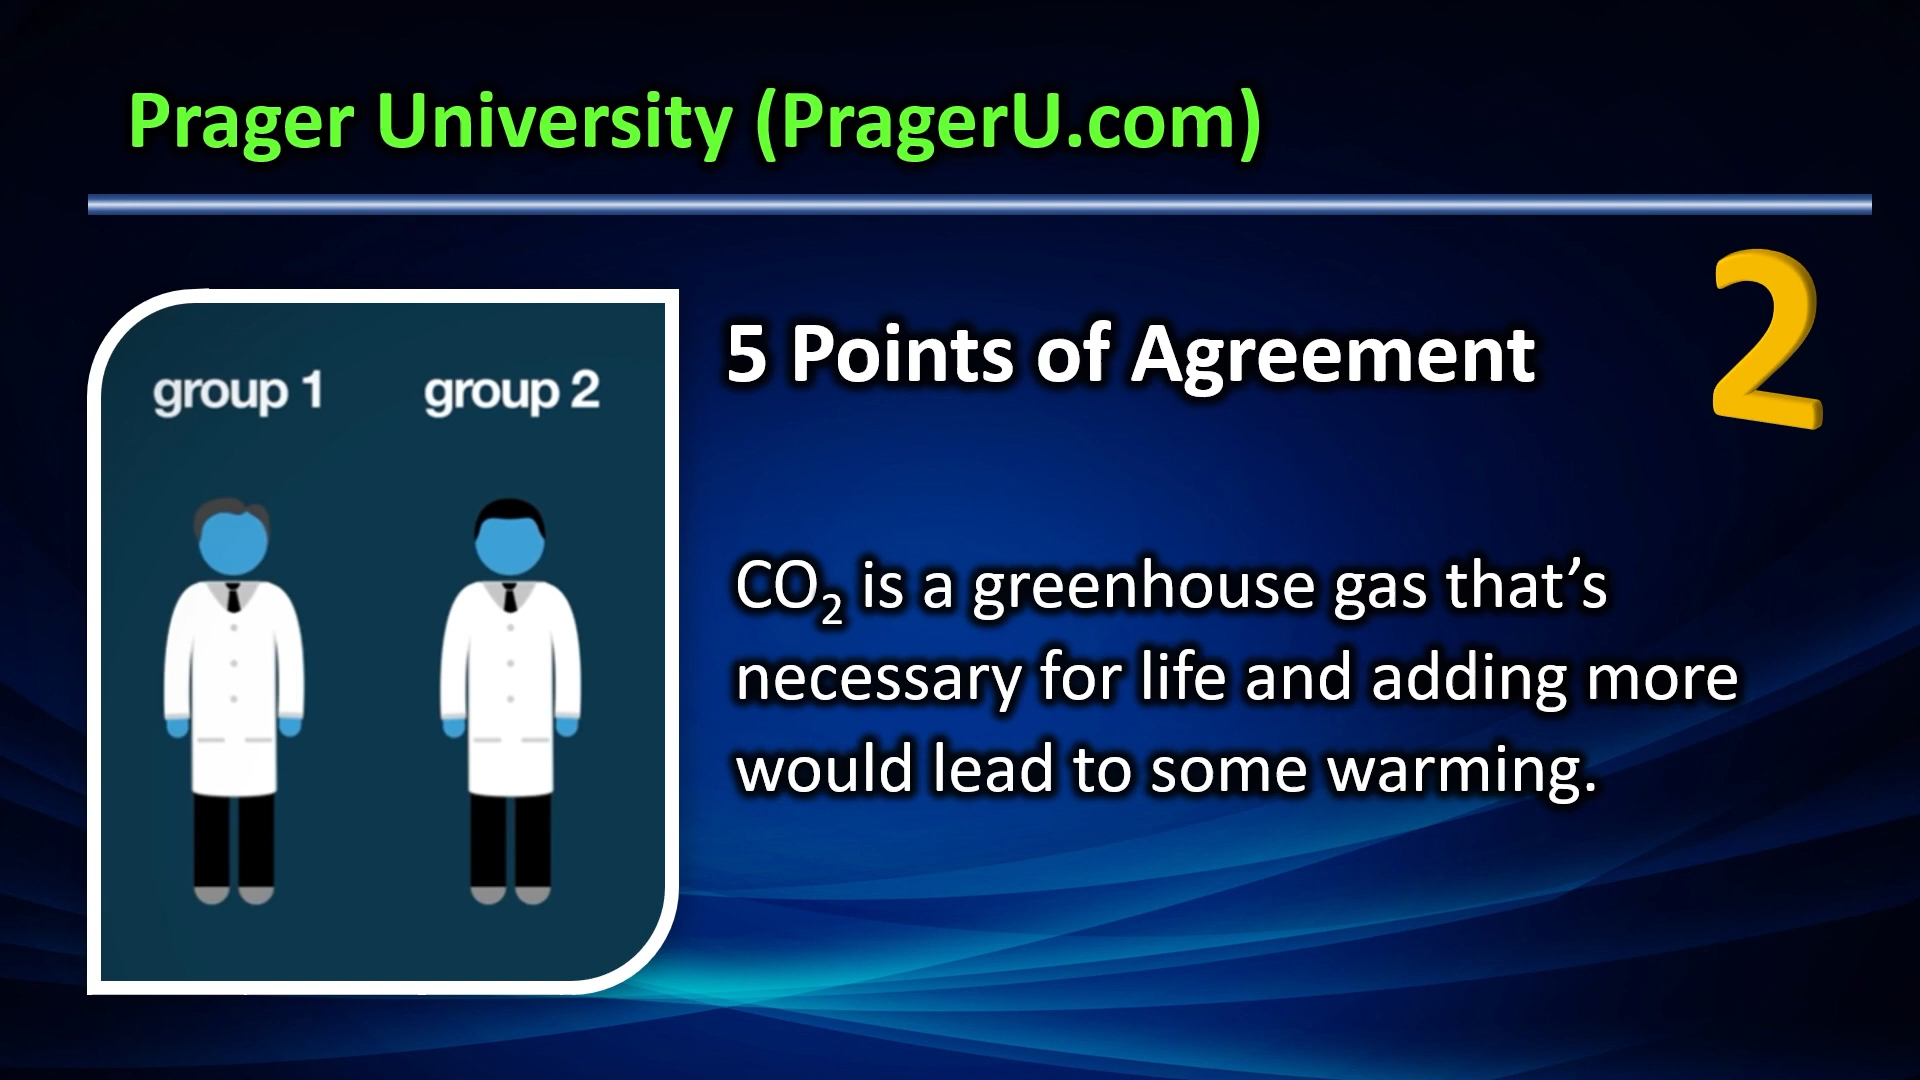 Prager University (PragerU.com)
2
5 Points of Agreement
group 1 group 2
CO₂ is a greenhouse gas that’s
necessary for life and adding more
would lead to some warming.